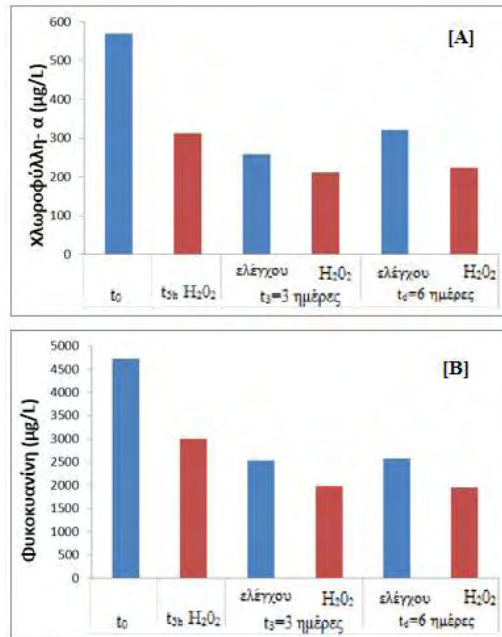 [A]
Χλωροφύλλη- α (μg/L)
600
500
400
300
200
100
0
ελέγχου H₂O₂ ελέγχου H₂O₂
t₀ t₅ₕ H₂O₂ t₃=3 ημέρες t₆=6 ημέρες
[B]
Φυκοκυανίνη (μg/L)
5000
4500
4000
3500
3000
2500
2000
1500
1000
500
0
ελέγχου H₂O₂ ελέγχου H₂O₂
t₀ t₅ₕ H₂O₂ t₃=3 ημέρες t₆=6 ημέρες